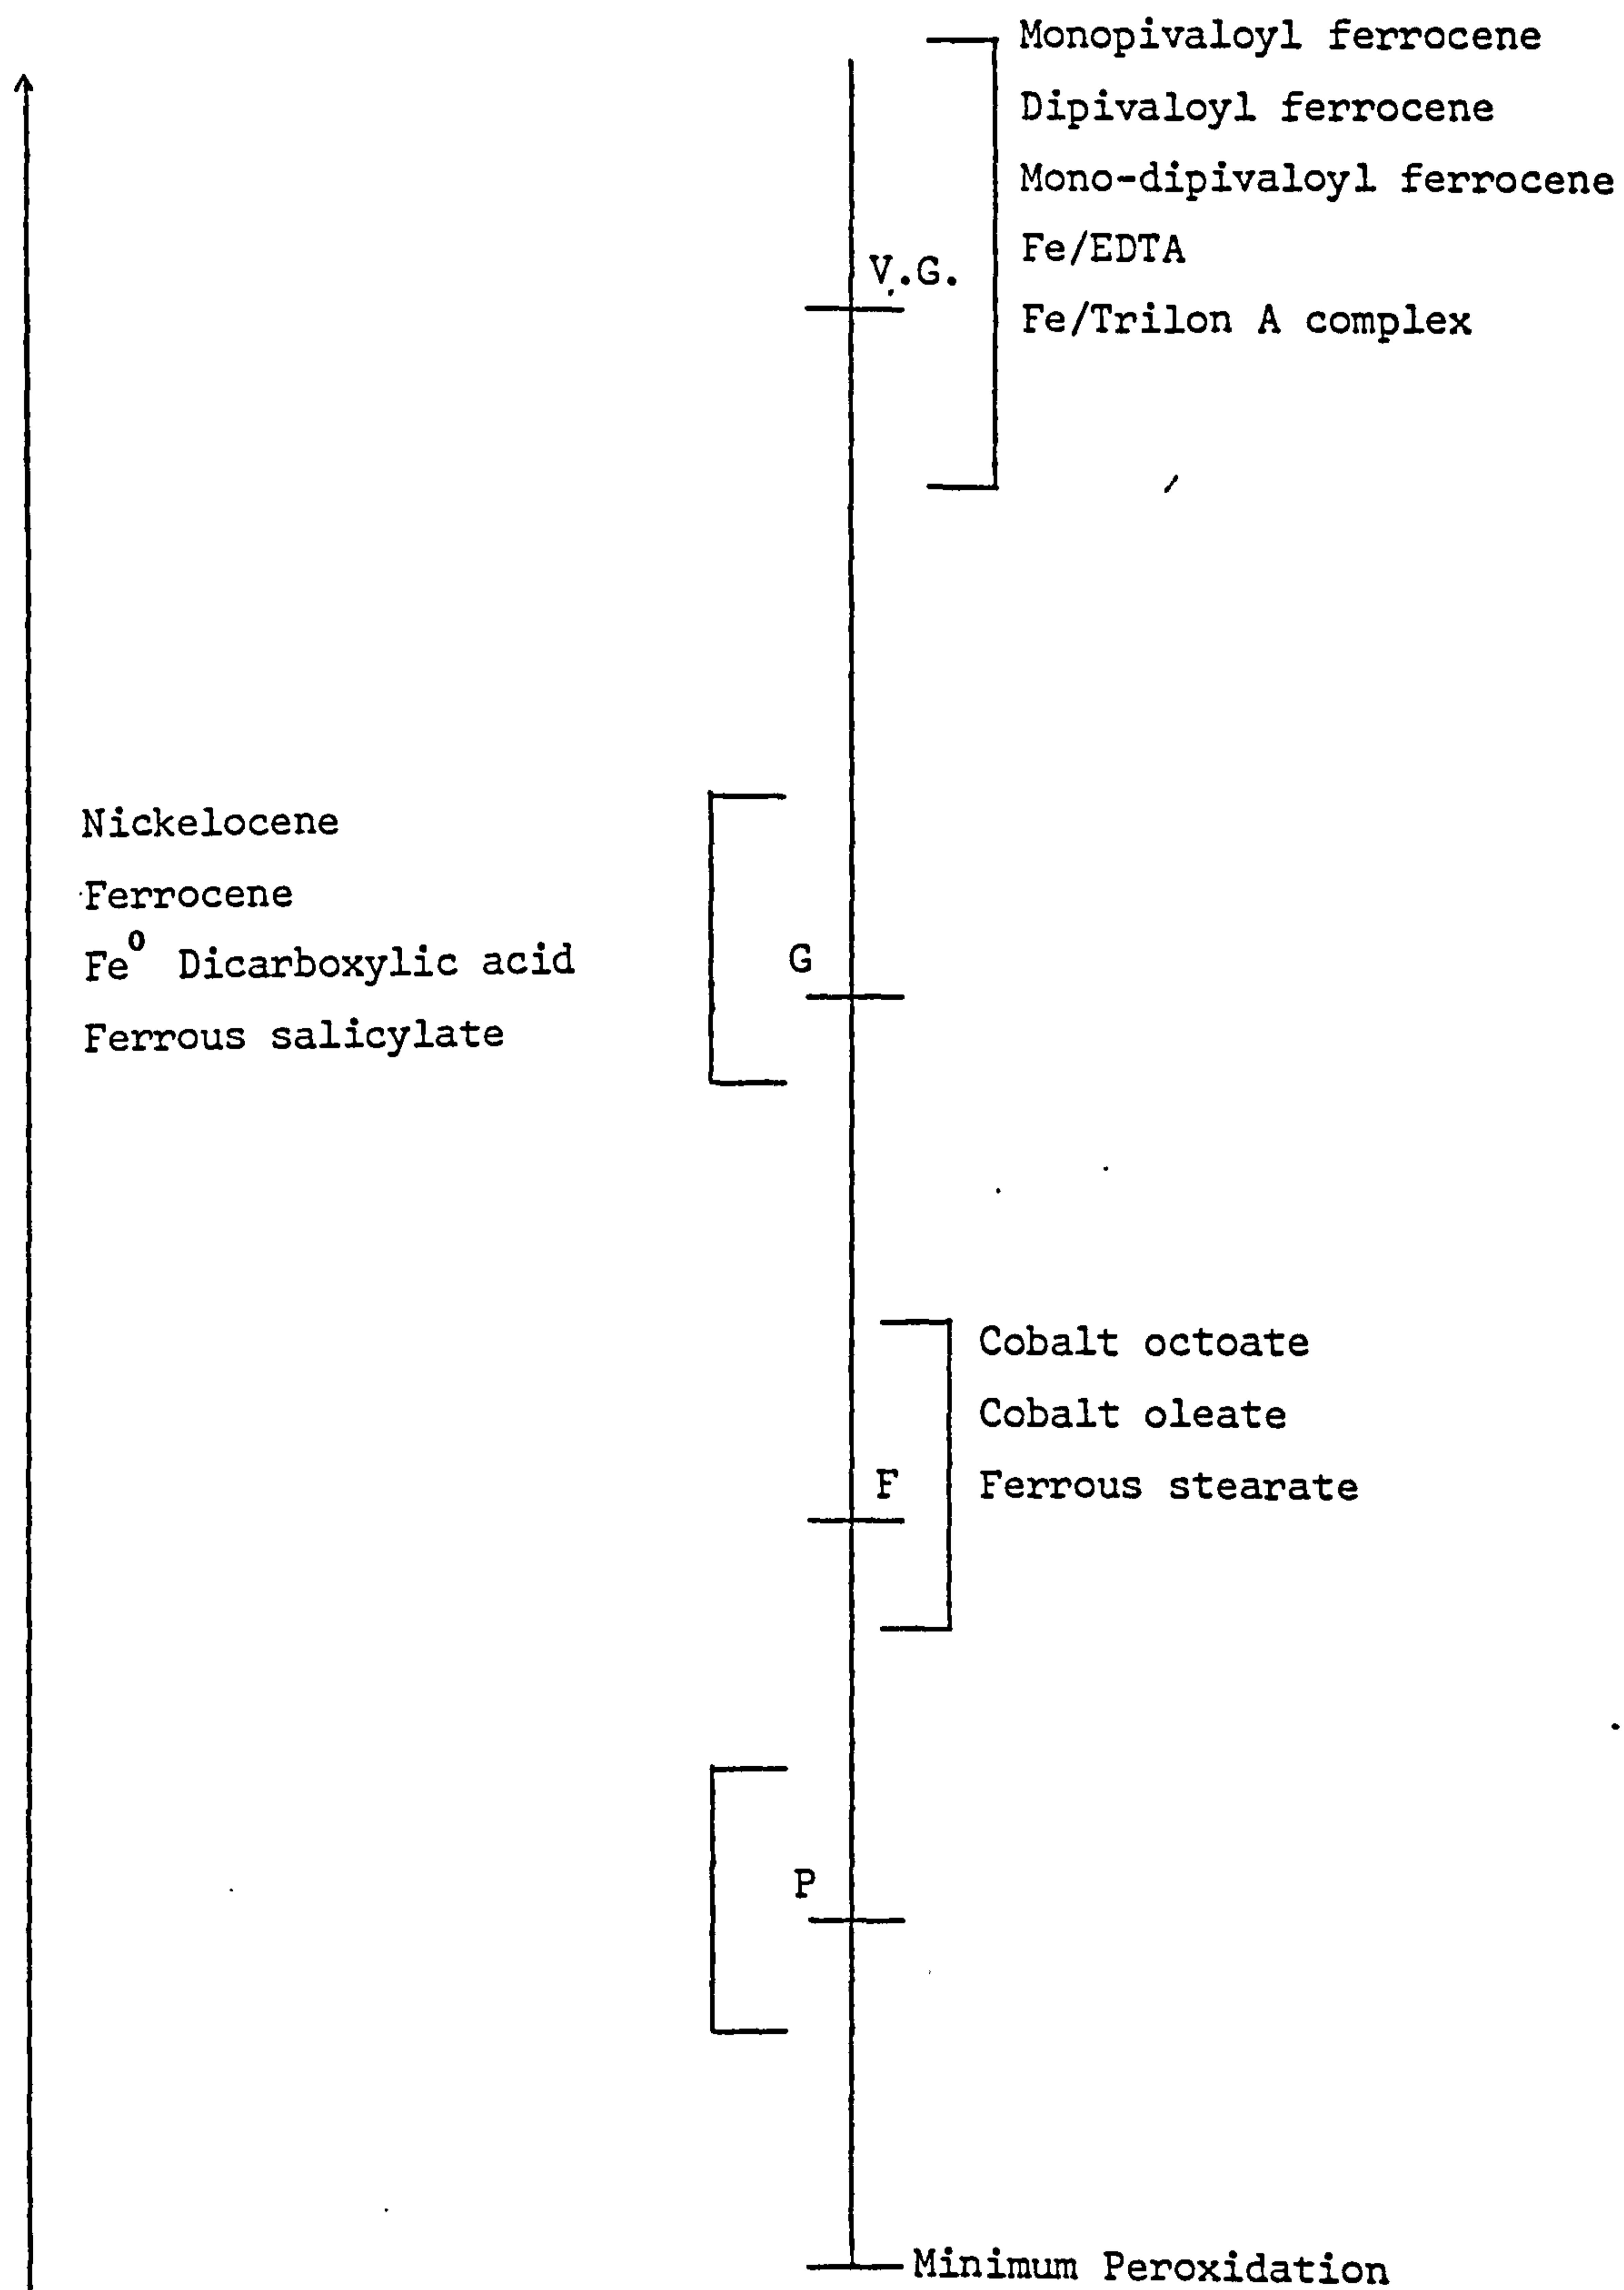 Monopivaloyl ferrocene
Dipivaloyl ferrocene
Mono-dipivaloyl ferrocene
Fe/EDTA
V.G.
Fe/Trilon A complex
Nickelocene
Ferrocene
Fe⁰ Dicarboxylic acid
G
Ferrous salicylate
Cobalt octoate
Cobalt oleate
F
Ferrous stearate
P
Minimum Peroxidation